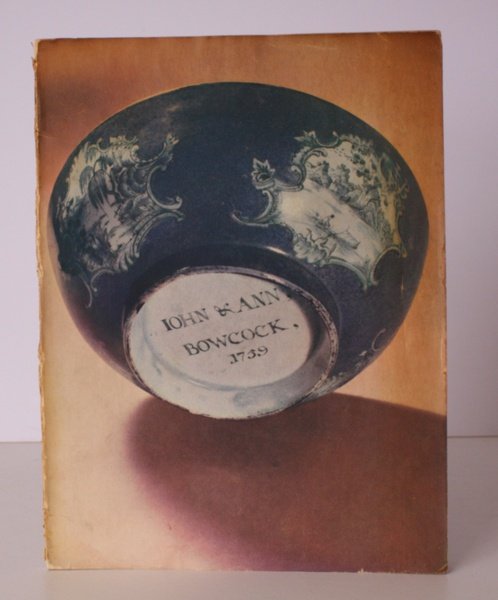 IOHN & ANN
BOWCOCK.
1759